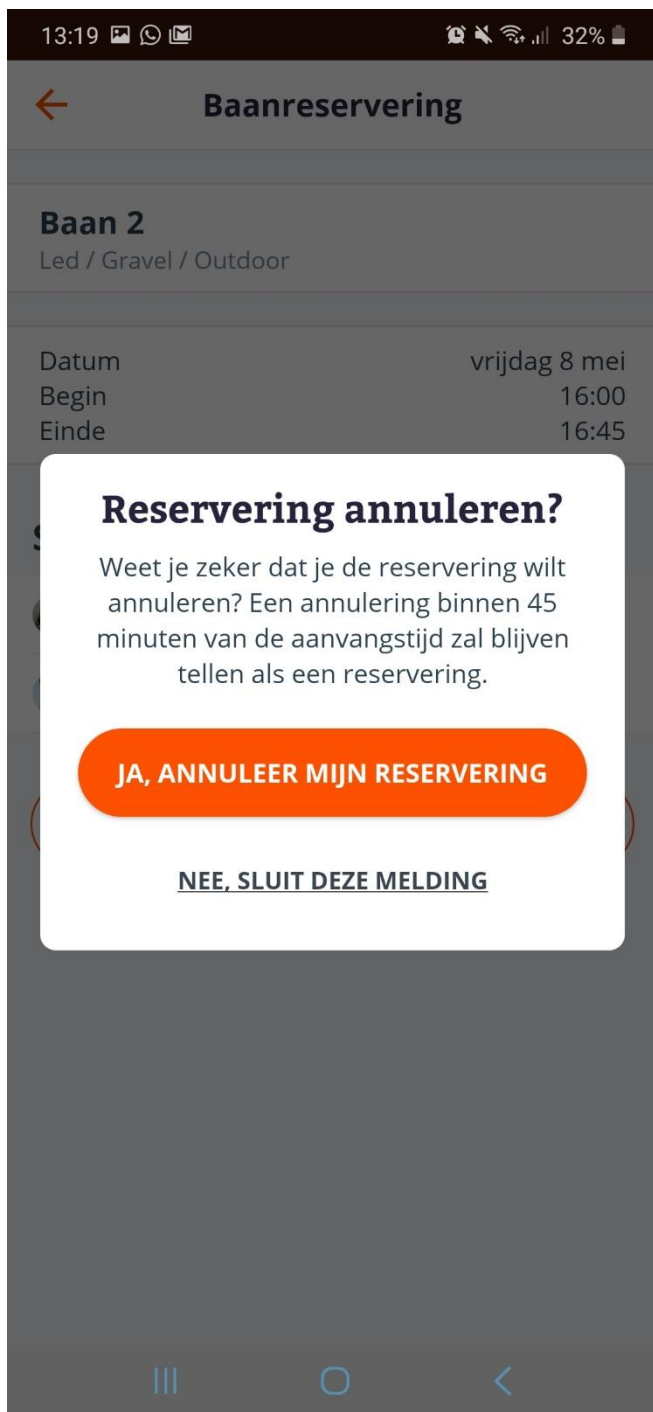 13:19 32%
Baanreservering
Baan 2
Led / Gravel / Outdoor
Datum vrijdag 8 mei
Begin 16:00
Einde 16:45
S
Reservering annuleren?
Weet je zeker dat je de reservering wilt
annuleren? Een annulering binnen 45
minuten van de aanvangstijd zal blijven
tellen als een reservering.
JA, ANNULEER MIJN RESERVERING
NEE, SLUIT DEZE MELDING